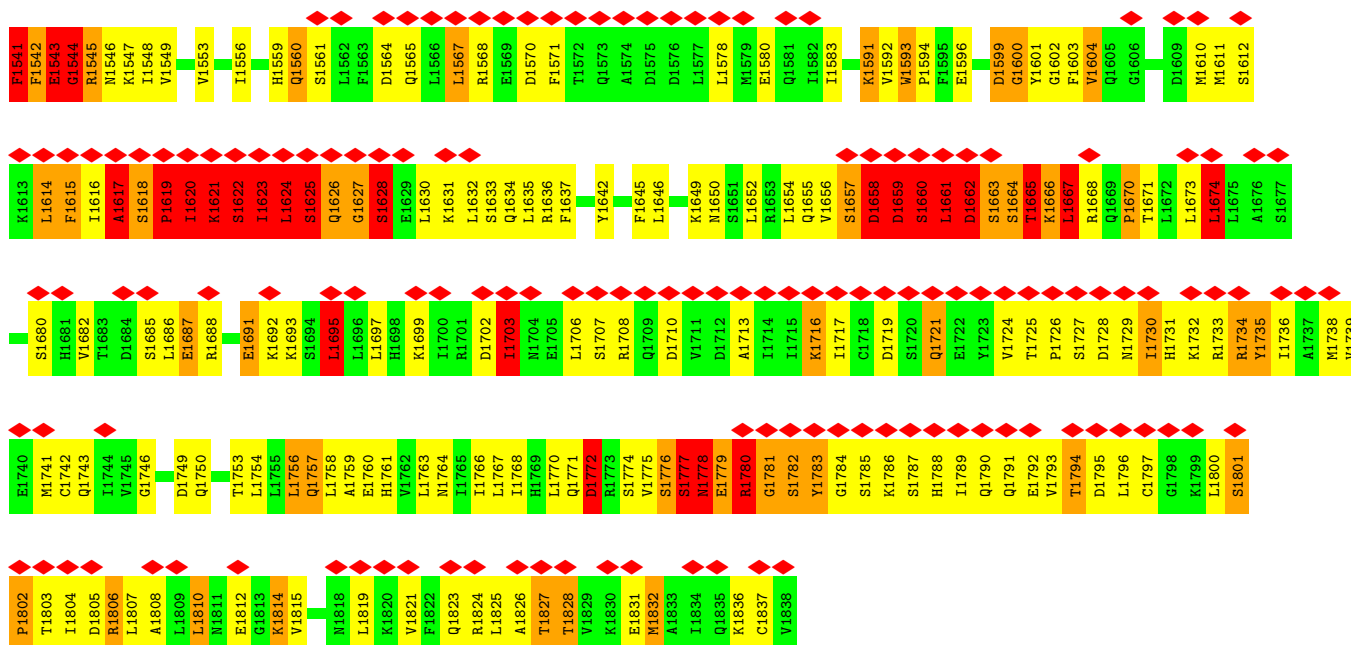 F1541 F1542 E1543 G1544 R1545 N1546 K1547 I1548 V1549 V1553 I1556 H1559 Q1560 S1561 L1562 F1563 D1564 Q1565 L1566 L1567 R1568 E1569 D1570 F1571 T1572 Q1573 A1574 D1575 D1576 L1577 L1578 M1579 E1580 Q1581 I1582 I1583 K1591 V1592 W1593 P1594 F1595 E1596 D1599 G1600 Y1601 G1602 F1603 V1604 Q1605 G1606 D1609 M1610 M1611 S1612
K1613 L1614 F1615 I1616 A1617 S1618 P1619 I1620 K1621 S1622 I1623 L1624 S1625 Q1626 G1627 S1628 E1629 L1630 K1631 L1632 S1633 Q1634 L1635 R1636 F1637 Y1642 F1645 L1646 K1649 N1650 S1651 L1652 R1653 L1654 Q1655 V1656 S1657 D1658 D1659 S1660 L1661 D1662 S1663 S1664 T1665 K1666 L1667 R1668 Q1669 P1670 T1671 L1672 L1673 L1674 L1675 A1676 S1677
S1680 H1681 V1682 T1683 D1684 S1685 L1686 E1687 R1688 E1691 K1692 K1693 S1694 L1695 L1696 L1697 H1698 K1699 I1700 R1701 D1702 I1703 N1704 E1705 L1706 S1707 R1708 Q1709 D1710 V1711 D1712 A1713 I1714 I1715 K1716 I1717 C1718 D1719 S1720 Q1721 E1722 Y1723 V1724 T1725 P1726 S1727 D1728 N1729 I1730 H1731 K1732 R1733 R1734 Y1735 I1736 A1737 M1738 V1739
E1740 M1741 C1742 Q1743 I1744 V1745 G1746 D1749 Q1750 T1753 L1754 L1755 L1756 Q1757 L1758 A1759 E1760 H1761 V1762 L1763 N1764 I1765 I1766 L1767 I1768 H1769 L1770 Q1771 D1772 R1773 S1774 V1775 S1776 S1777 N1778 E1779 R1780 G1781 S1782 Y1783 G1784 S1785 K1786 S1787 H1788 I1789 Q1790 Q1791 E1792 V1793 T1794 D1795 L1796 C1797 G1798 K1799 L1800 S1801
P1802 T1803 I1804 D1805 R1806 L1807 A1808 L1809 L1810 N1811 E1812 G1813 K1814 V1815 N1818 L1819 K1820 V1821 F1822 Q1823 R1824 L1825 A1826 T1827 T1828 V1829 K1830 E1831 M1832 A1833 I1834 Q1835 K1836 C1837 V1838